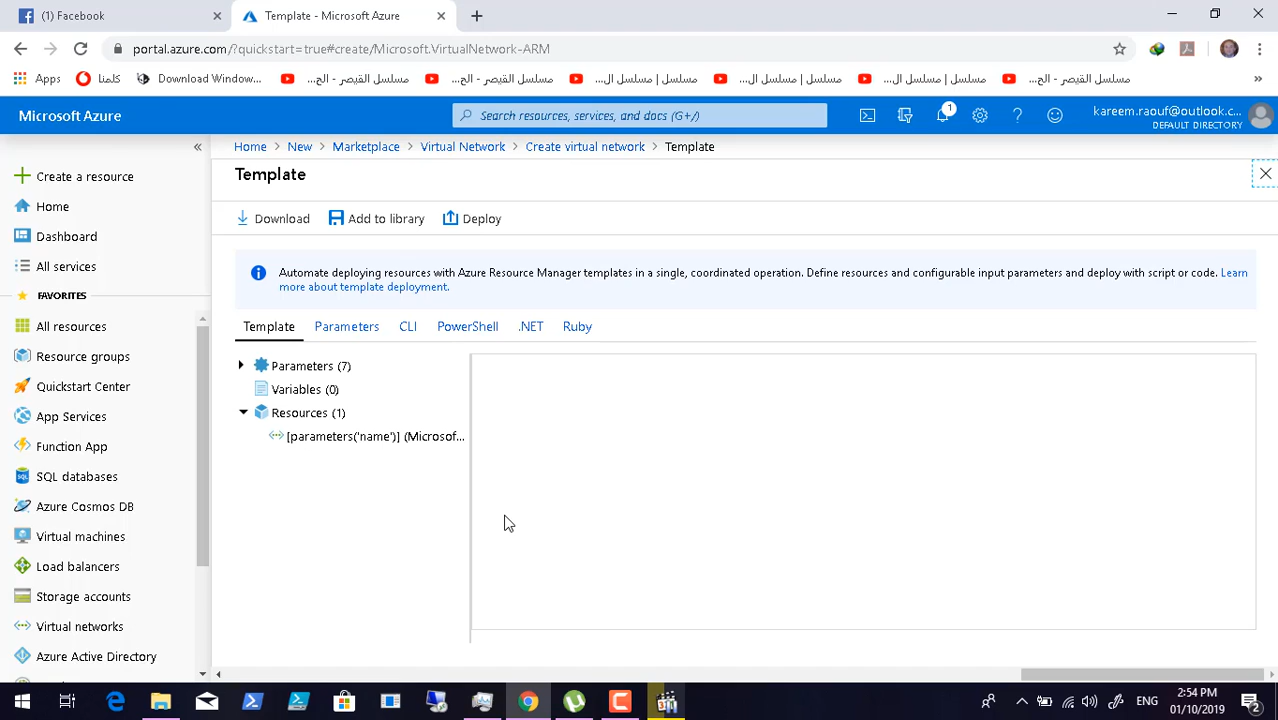 (1) Facebook
Template - Microsoft Azure
portal.azure.com/?quickstart=true#create/Microsoft.VirtualNetwork-ARM
Apps
كلمنا
Download Window...
مسلسل القيصر - الح...
مسلسل القيصر - الح...
مسلسل | مسلسل ال...
مسلسل | مسلسل ال...
مسلسل | مسلسل ال...
مسلسل القيصر - الح...
»
Microsoft Azure
Search resources, services, and docs (G+/)
1
kareem.raouf@outlook.c...
DEFAULT DIRECTORY
«
Create a resource
Home
Dashboard
All services
FAVORITES
All resources
Resource groups
Quickstart Center
App Services
Function App
SQL databases
Azure Cosmos DB
Virtual machines
Load balancers
Storage accounts
Virtual networks
Azure Active Directory
Home > New > Marketplace > Virtual Network > Create virtual network > Template
Template
Download
Add to library
Deploy
Automate deploying resources with Azure Resource Manager templates in a single, coordinated operation. Define resources and configurable input parameters and deploy with script or code. Learn
more about template deployment.
Template
Parameters
CLI
PowerShell
.NET
Ruby
Parameters (7)
Variables (0)
Resources (1)
[parameters('name')] (Microsof...
ENG
2:54 PM
01/10/2019
2